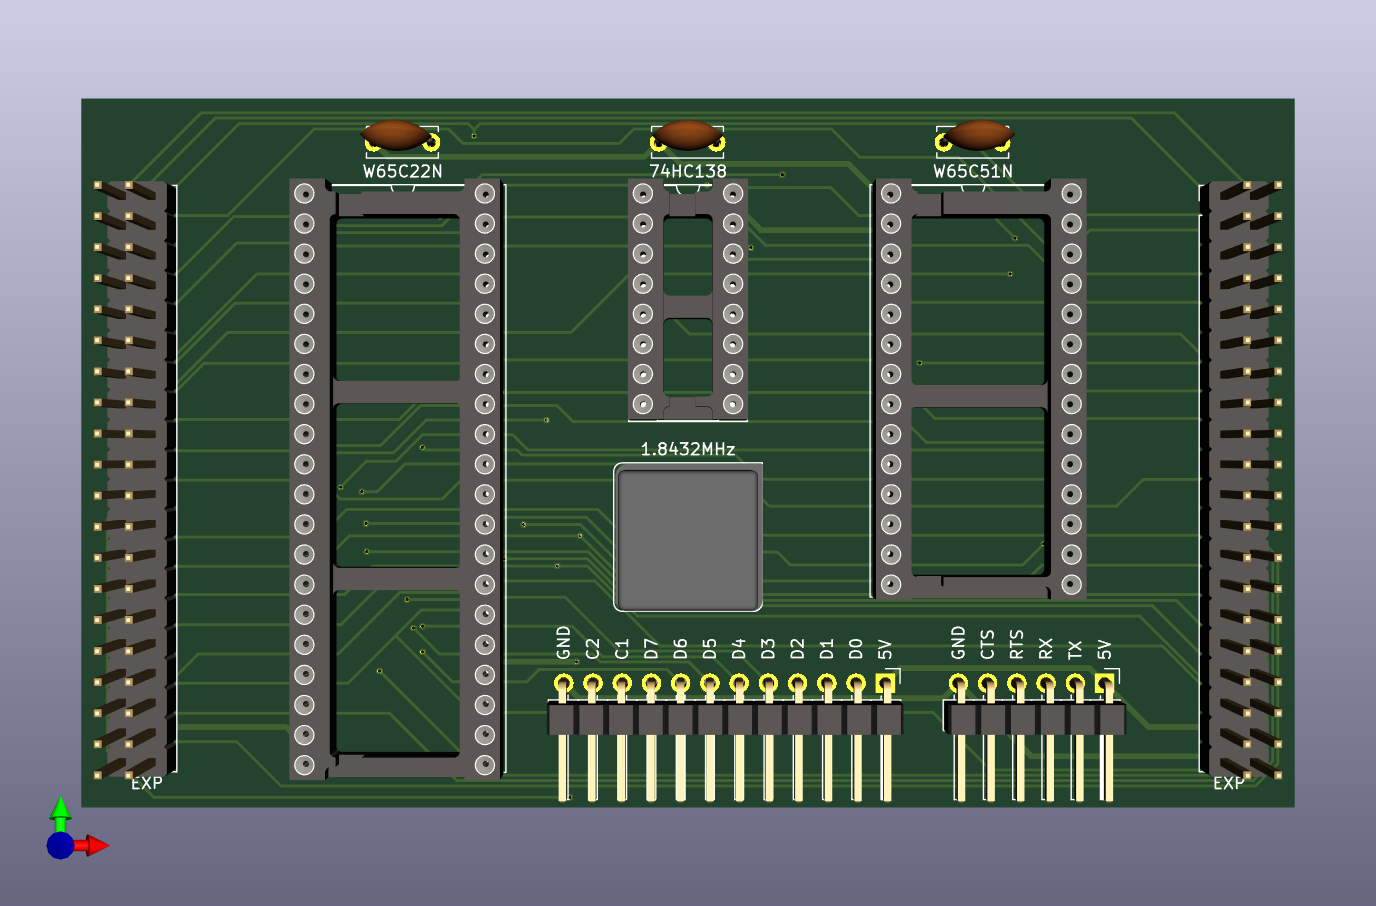 W65C22N
74HC138
W65C51N
1.8432MHz
GND C2 C1 D7 D6 D5 D4 D3 D2 D1 D0 5V
GND CTS RTS RX TX 5V
EXP
EXP